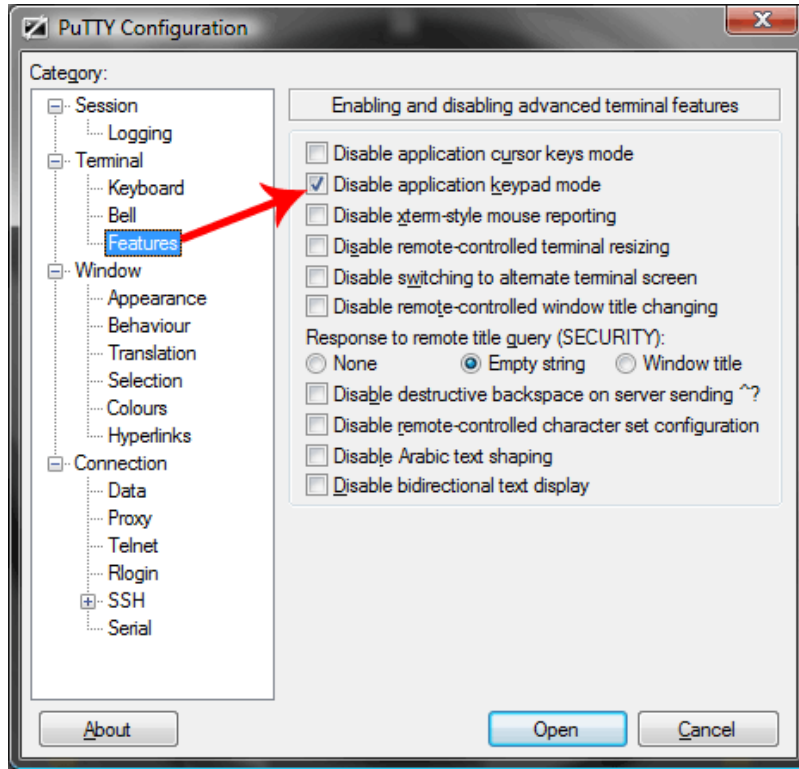 PuTTY Configuration
Category:
Session
Logging
Terminal
Keyboard
Bell
Features
Window
Appearance
Behaviour
Translation
Selection
Colours
Hyperlinks
Connection
Data
Proxy
Telnet
Rlogin
SSH
Serial
Enabling and disabling advanced terminal features
Disable application cursor keys mode
Disable application keypad mode
Disable xterm-style mouse reporting
Disable remote-controlled terminal resizing
Disable switching to alternate terminal screen
Disable remote-controlled window title changing
Response to remote title query (SECURITY):
None Empty string Window title
Disable destructive backspace on server sending ^?
Disable remote-controlled character set configuration
Disable Arabic text shaping
Disable bidirectional text display
About Open Cancel